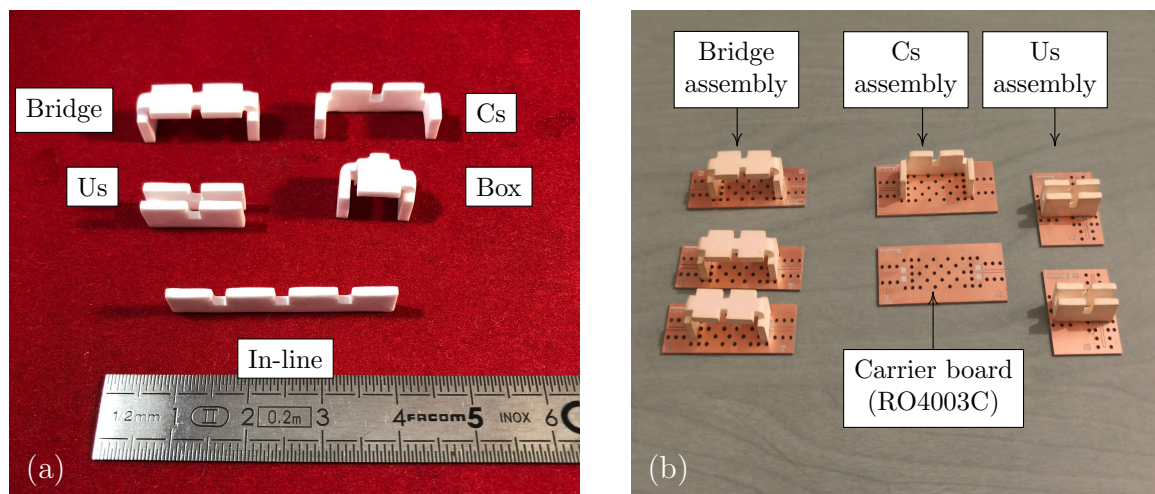 Bridge
Cs
Us
Box
In-line
1/2mm 1 II 2 0.2m 3 4 FACOM 5 INOX 6
(a)
Bridge
assembly
Cs
assembly
Us
assembly
Carrier board
(RO4003C)
(b)